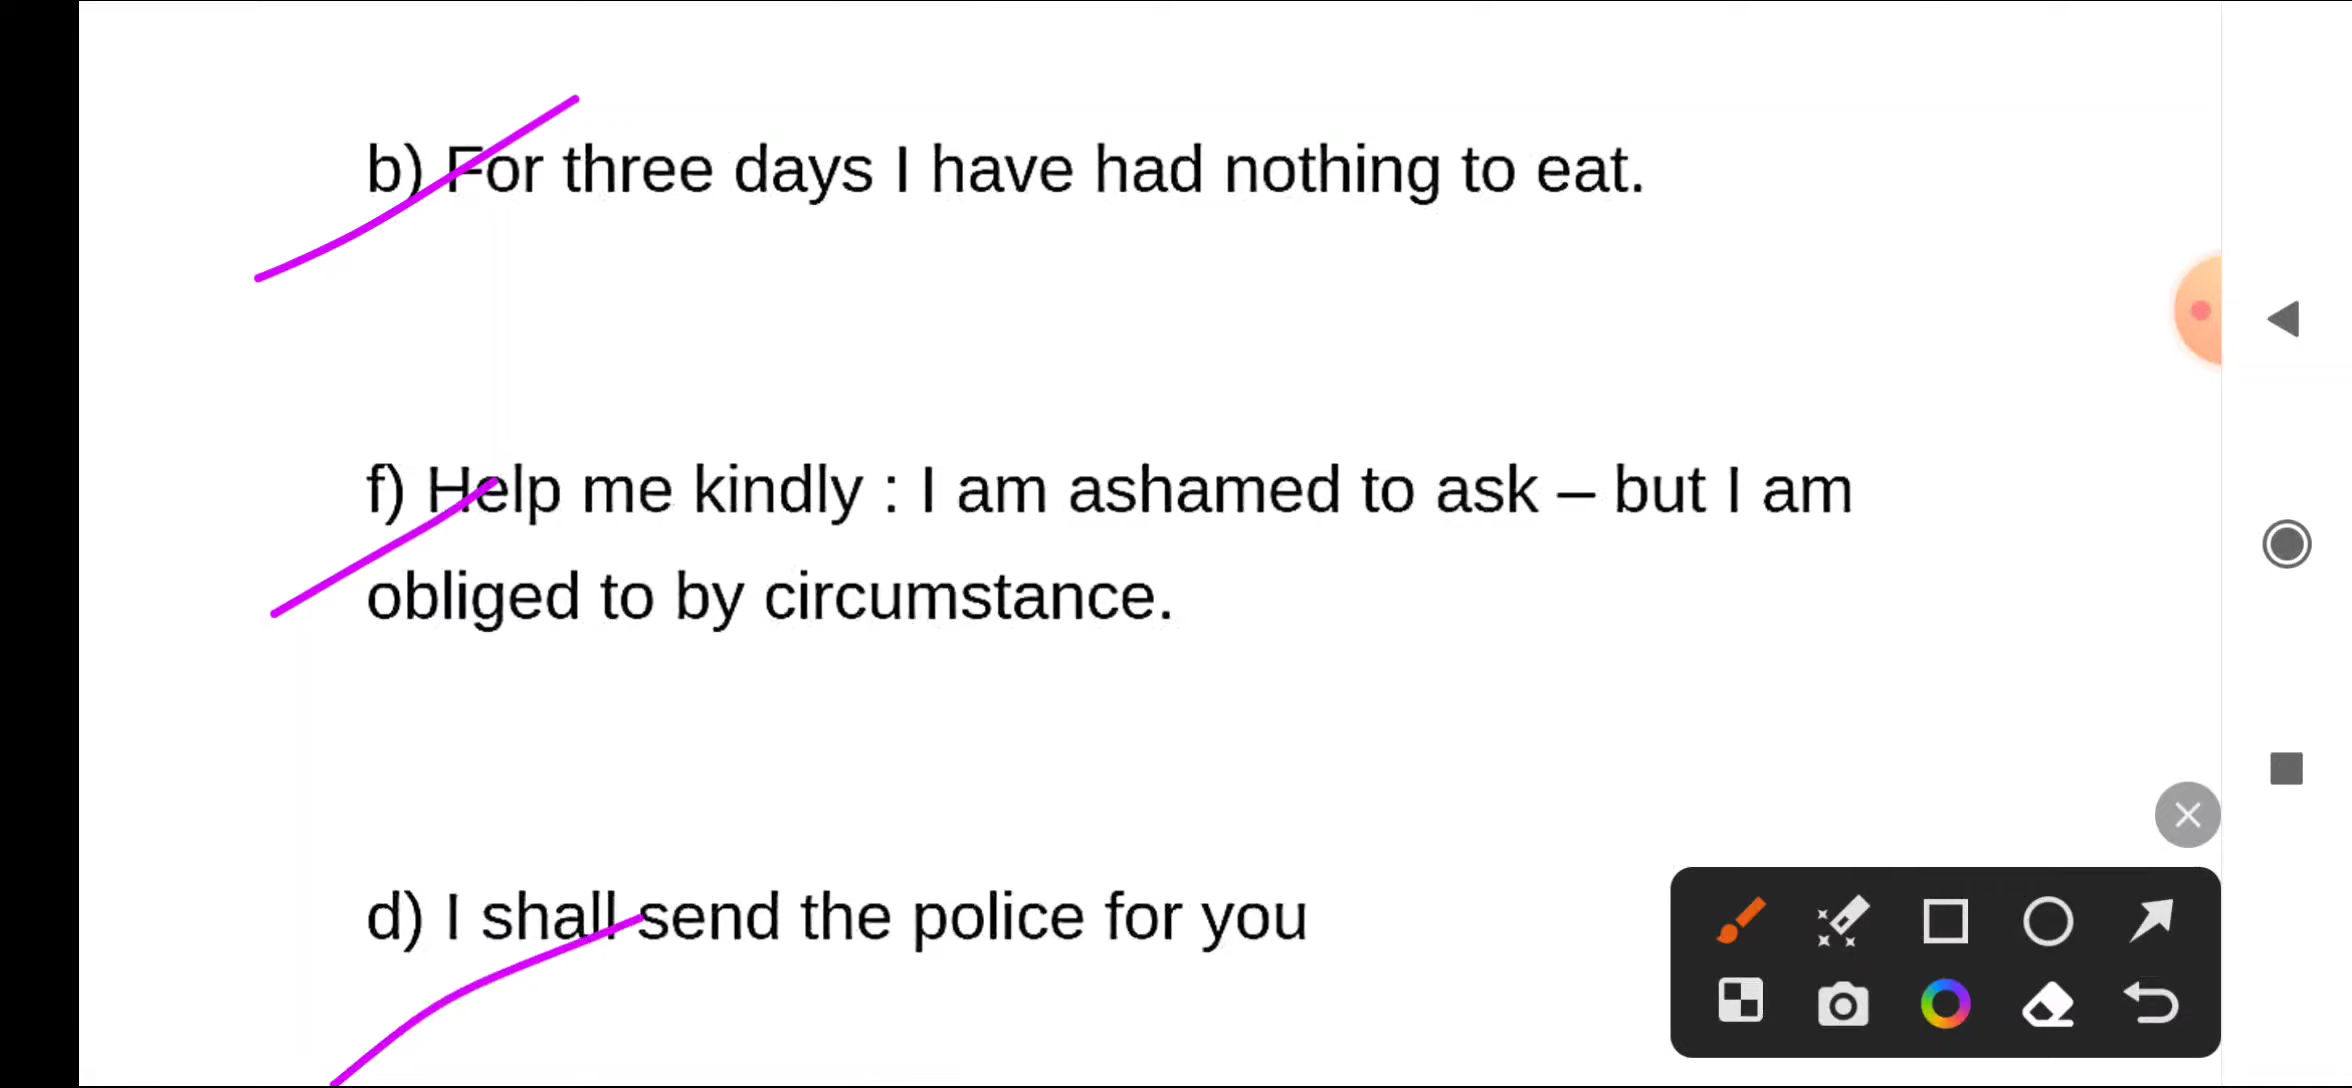 b) For three days I have had nothing to eat.
f) Help me kindly : I am ashamed to ask – but I am
obliged to by circumstance.
d) I shall send the police for you